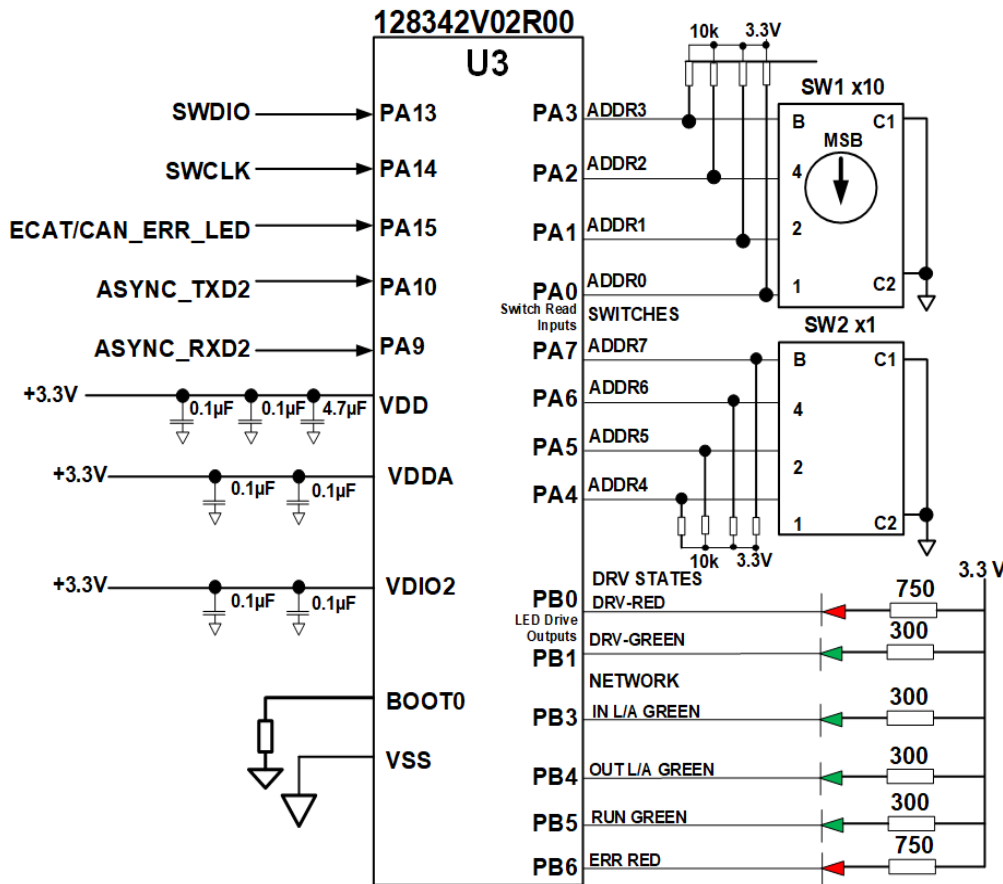 128342V02R00
U3
SWDIO
PA13
SWCLK
PA14
ECAT/CAN_ERR_LED
PA15
ASYNC_TXD2
PA10
ASYNC_RXD2
PA9
+3.3V
0.1µF
0.1µF
4.7µF
VDD
+3.3V
0.1µF
0.1µF
VDDA
+3.3V
0.1µF
0.1µF
VDIO2
BOOT0
VSS
10k
3.3V
SW1 x10
PA3
ADDR3
B
C1
MSB
PA2
ADDR2
4
PA1
ADDR1
2
PA0
ADDR0
1
C2
Switch Read
Inputs
SWITCHES
SW2 x1
PA7
ADDR7
B
C1
PA6
ADDR6
4
PA5
ADDR5
2
PA4
ADDR4
1
C2
10k
3.3V
DRV STATES
3.3 V
PB0
DRV-RED
750
LED Drive
Outputs
DRV-GREEN
300
PB1
NETWORK
PB3
IN L/A GREEN
300
PB4
OUT L/A GREEN
300
PB5
RUN GREEN
300
PB6
ERR RED
750